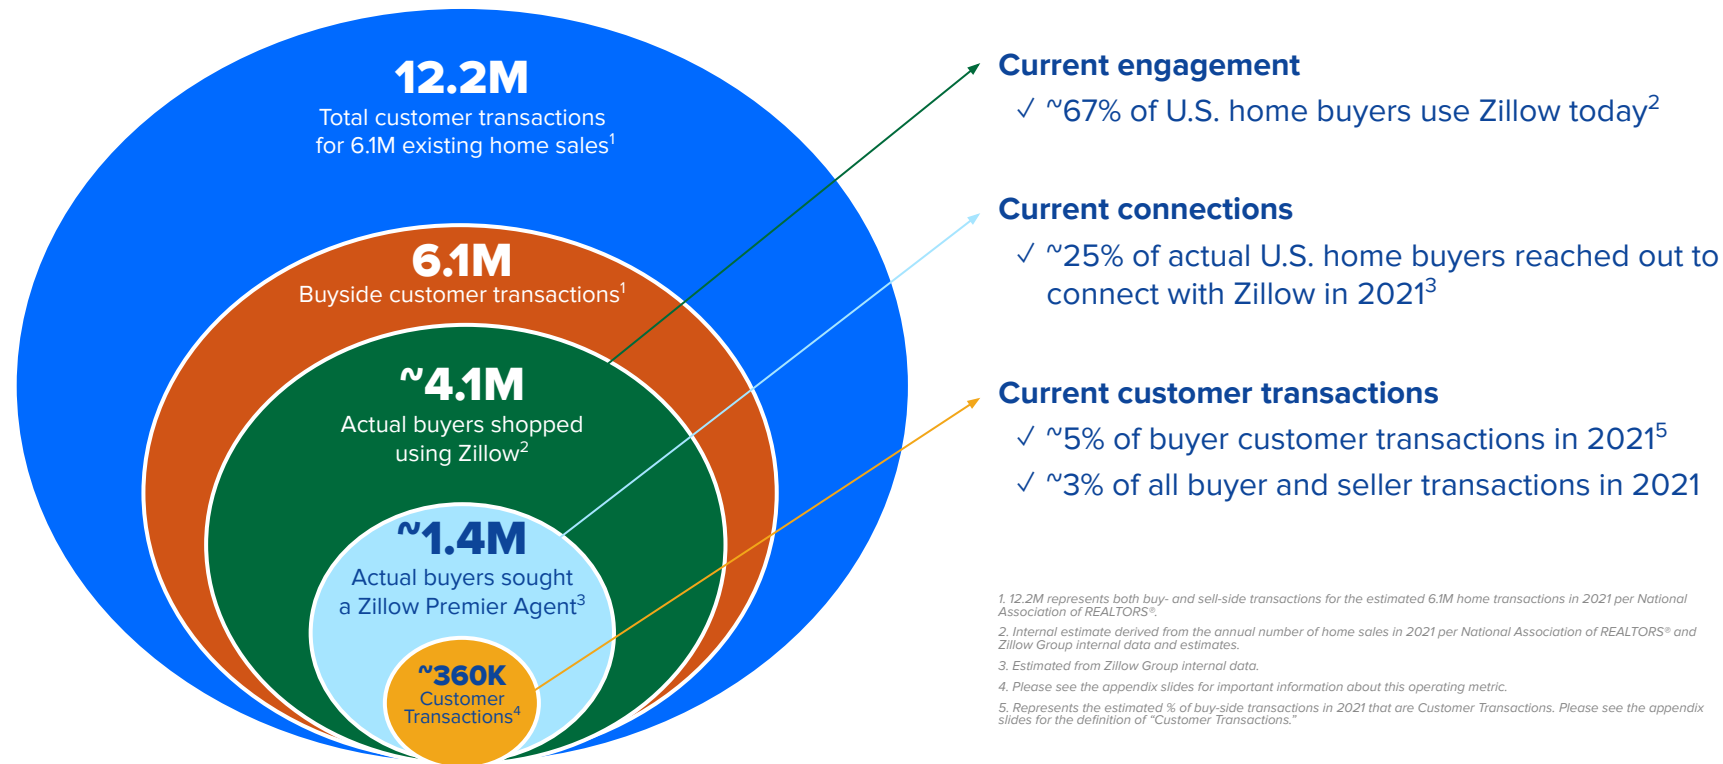 12.2M
Total customer transactions
for 6.1M existing home sales¹
6.1M
Buyside customer transactions¹
~4.1M
Actual buyers shopped
using Zillow²
~1.4M
Actual buyers sought
a Zillow Premier Agent³
~360K
Customer
Transactions⁴
Current engagement
✓ ~67% of U.S. home buyers use Zillow today²
Current connections
✓ ~25% of actual U.S. home buyers reached out to
connect with Zillow in 2021³
Current customer transactions
✓ ~5% of buyer customer transactions in 2021⁵
✓ ~3% of all buyer and seller transactions in 2021
1. 12.2M represents both buy- and sell-side transactions for the estimated 6.1M home transactions in 2021 per National
Association of REALTORS®.
2. Internal estimate derived from the annual number of home sales in 2021 per National Association of REALTORS® and
Zillow Group internal data and estimates.
3. Estimated from Zillow Group internal data.
4. Please see the appendix slides for important information about this operating metric.
5. Represents the estimated % of buy-side transactions in 2021 that are Customer Transactions. Please see the appendix
slides for the definition of “Customer Transactions.”